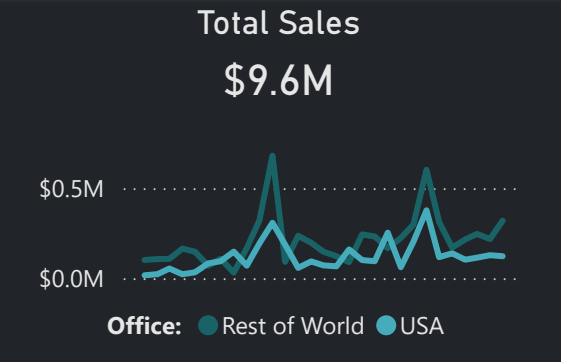 Total Sales
$9.6M
$0.5M
$0.0M
Office: Rest of World USA